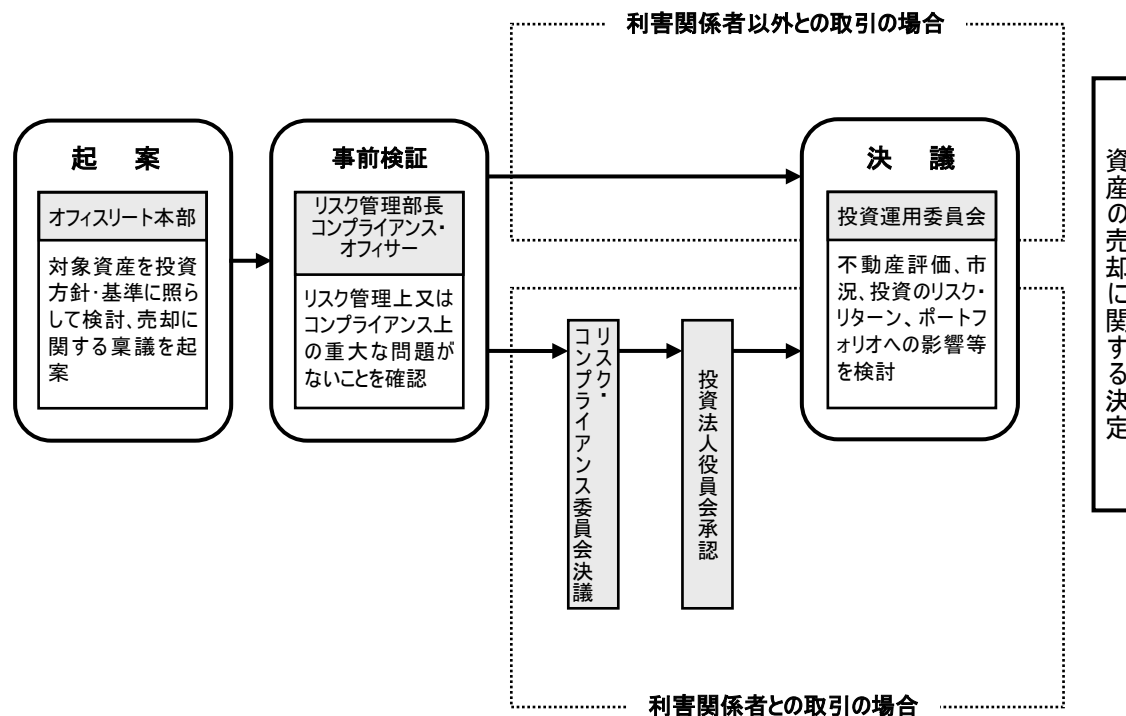 利害関係者以外との取引の場合
起 案
オフィスリート本部
対象資産を投資
方針・基準に照ら
して検討、売却に
関する稟議を起
案
事前検証
リスク管理部長
コンプライアンス・
オフィサー
リスク管理上又は
コンプライアンス上
の重大な問題が
ないことを確認
リスク・
コンプライアンス委員会決議
投資法人役員会承認
決 議
投資運用委員会
不動産評価、市
況、投資のリスク・
リターン、ポートフ
ォリオへの影響等
を検討
資産の売却に関する決定
利害関係者との取引の場合